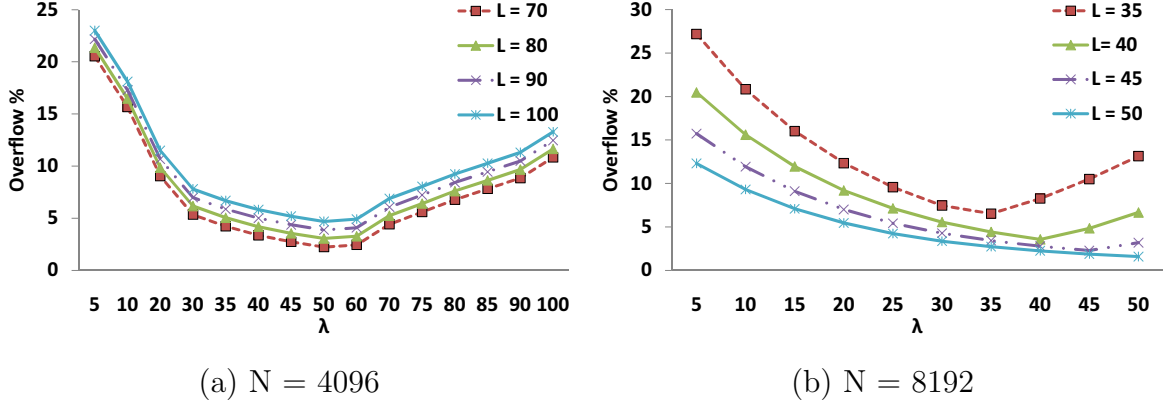 25
20
15
10
5
0
Overflow %
5 10 20 30 35 40 45 50 60 70 75 80 85 90 100
λ
L = 70
L = 80
L = 90
L = 100
(a) N = 4096
30
25
20
15
10
5
0
Overflow %
5 10 15 20 25 30 35 40 45 50
λ
L = 35
L= 40
L = 45
L = 50
(b) N = 8192